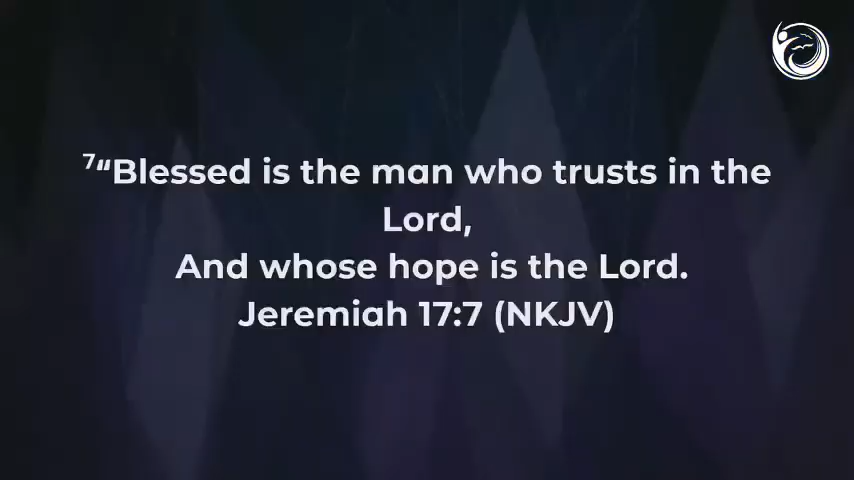 ⁷“Blessed is the man who trusts in the
Lord,
And whose hope is the Lord.
Jeremiah 17:7 (NKJV)